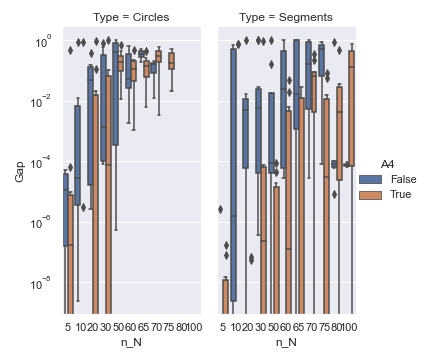 Type = Circles
Type = Segments
10⁰
10⁻²
10⁻⁴
10⁻⁶
10⁻⁸
Gap
A4
False
True
5 10 20 30 50 60 65 70 75 80 100
5 10 20 30 50 60 65 70 75 80 100
n_N
n_N